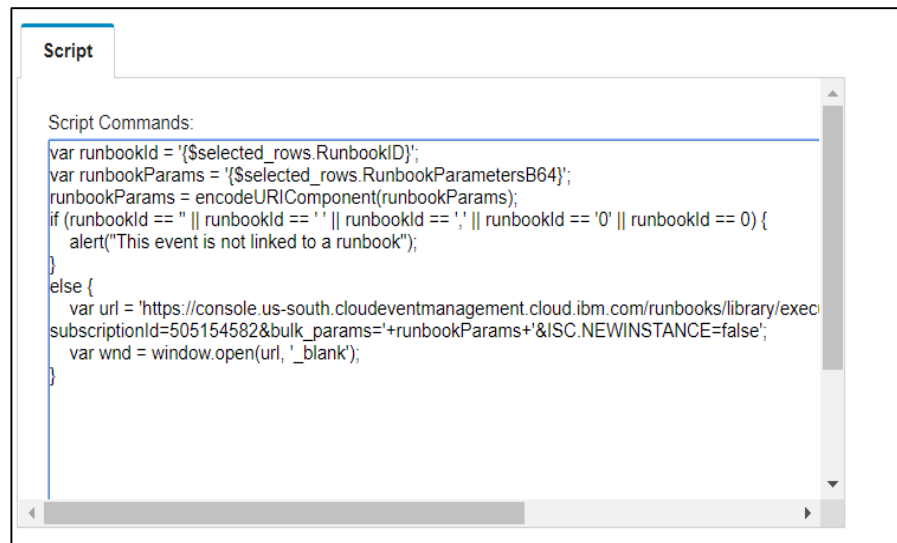 Script
Script Commands:
var runbookId = '{$selected_rows.RunbookID}';
var runbookParams = '{$selected_rows.RunbookParametersB64}';
runbookParams = encodeURIComponent(runbookParams);
if (runbookId == '' || runbookId == ' ' || runbookId == ',' || runbookId == '0' || runbookId == 0) {
    alert("This event is not linked to a runbook");
}
else {
    var url = 'https://console.us-south.cloudeventmanagement.cloud.ibm.com/runbooks/library/execu
subscriptionId=505154582&bulk_params='+runbookParams+'&ISC.NEWINSTANCE=false';
    var wnd = window.open(url, '_blank');
}